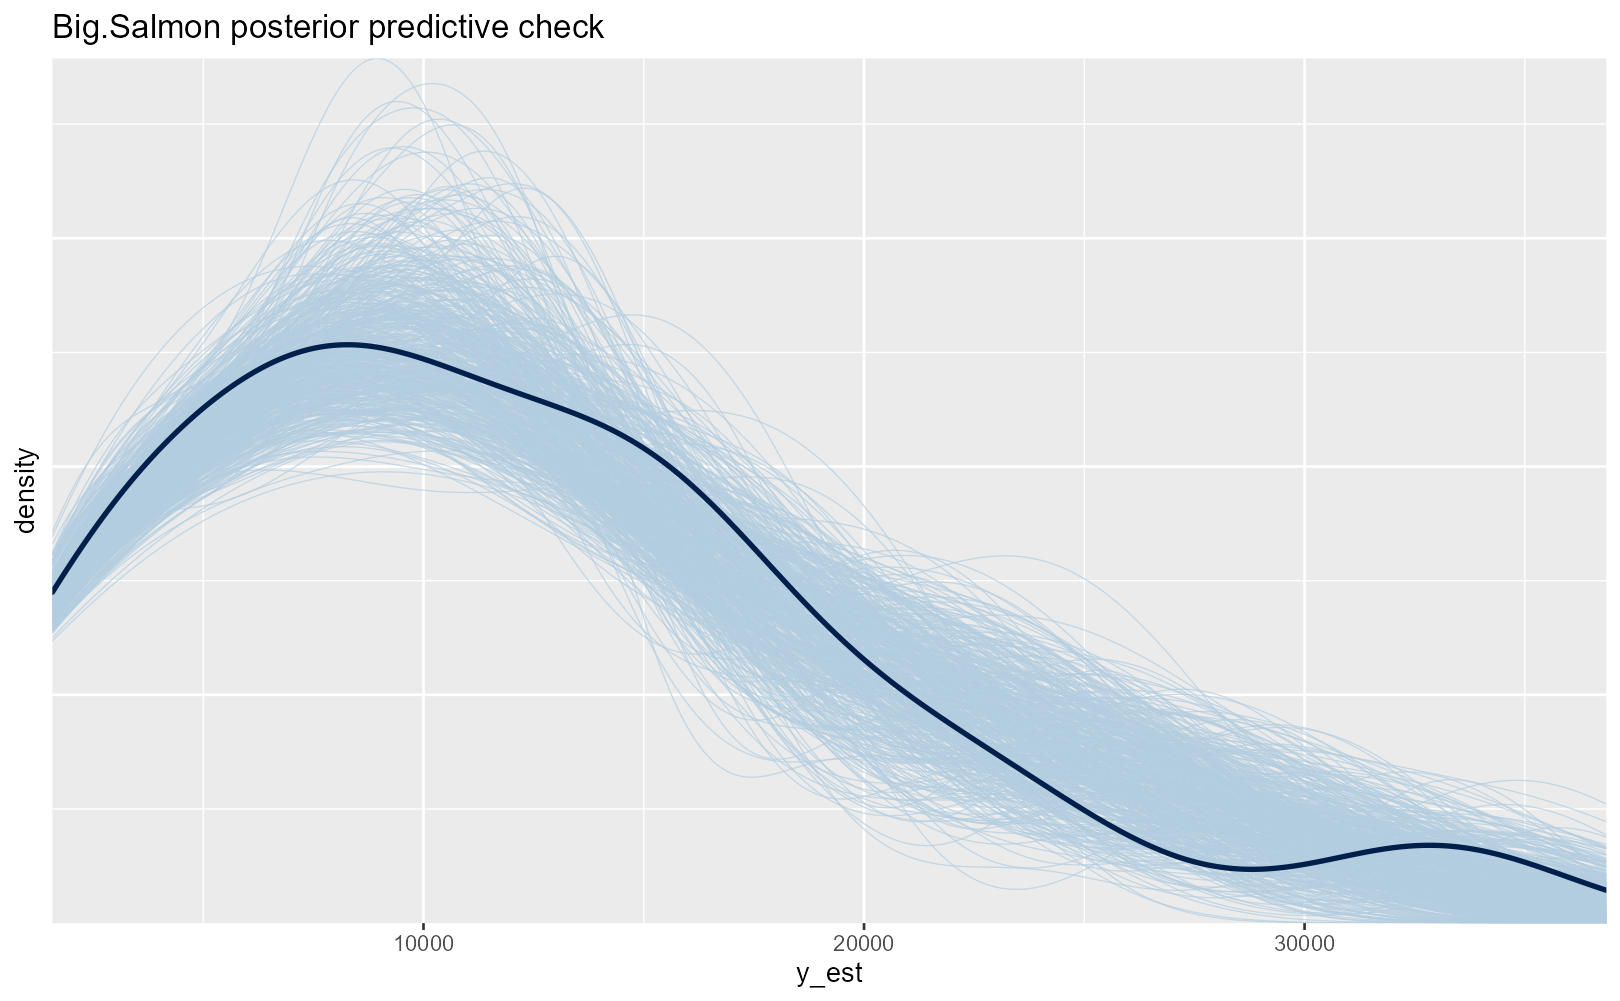 Big.Salmon posterior predictive check
density
10000
20000
30000
y_est